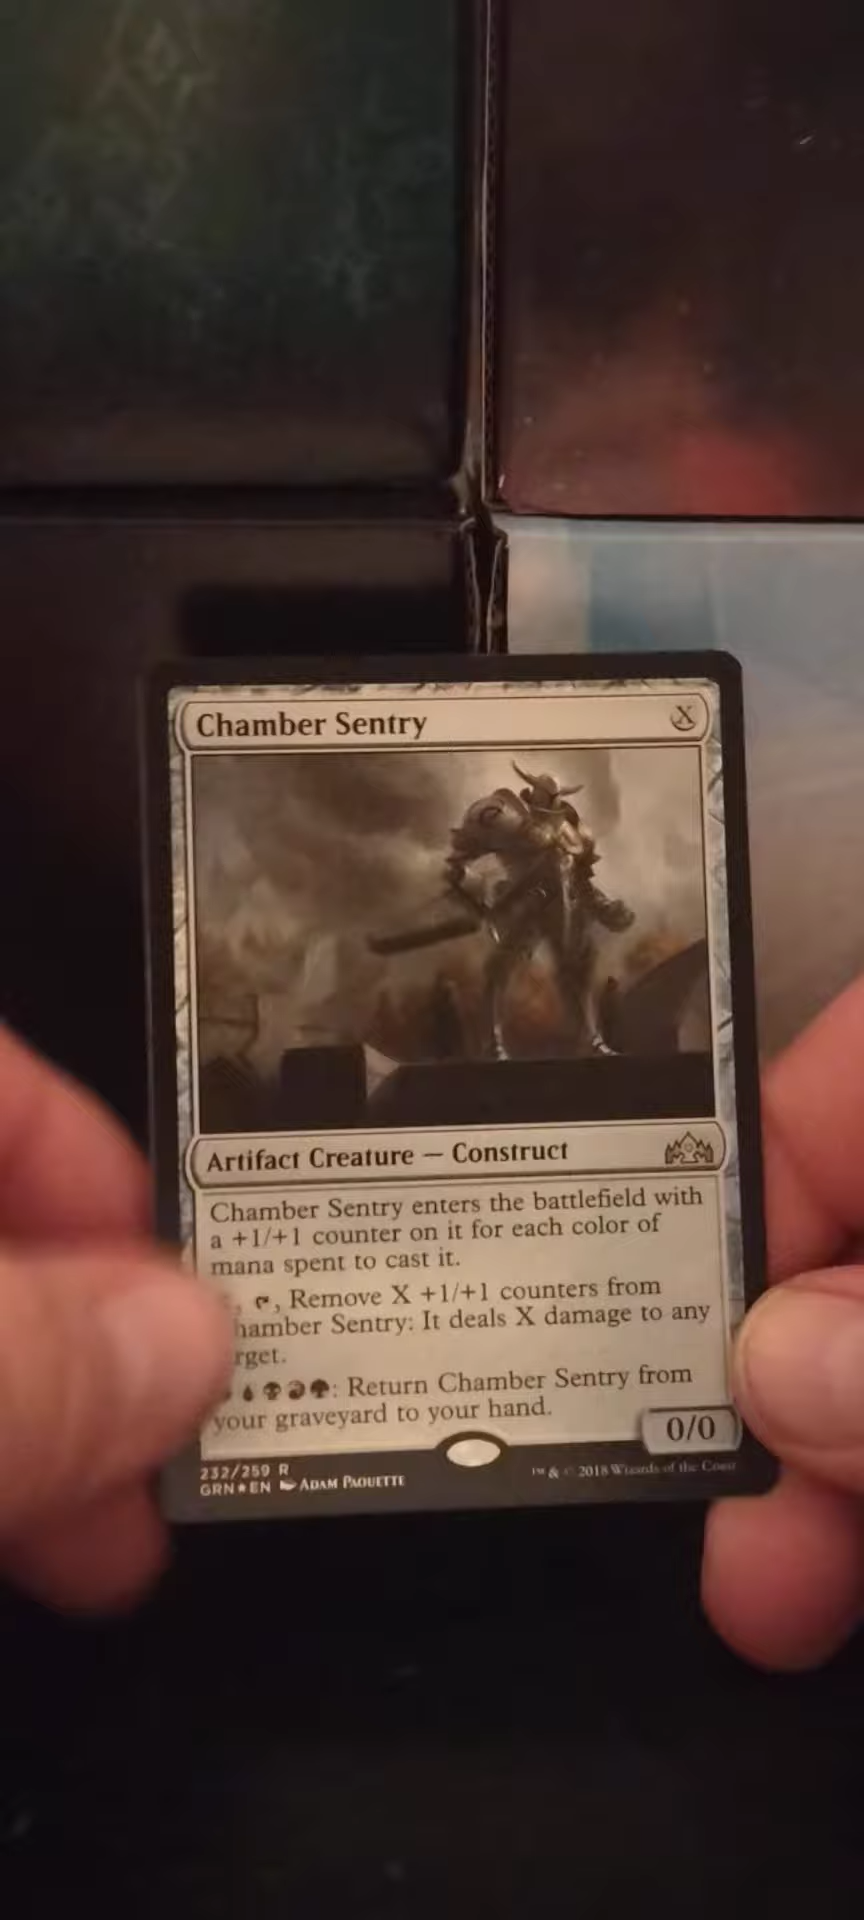 Chamber Sentry X
Artifact Creature — Construct
Chamber Sentry enters the battlefield with
a +1/+1 counter on it for each color of
mana spent to cast it.
, , Remove X +1/+1 counters from
hamber Sentry: It deals X damage to any
rget.
: Return Chamber Sentry from
your graveyard to your hand.
0/0
232/259 R
GRN★EN ADAM PAQUETTE
™ & © 2018 Wizards of the Coast